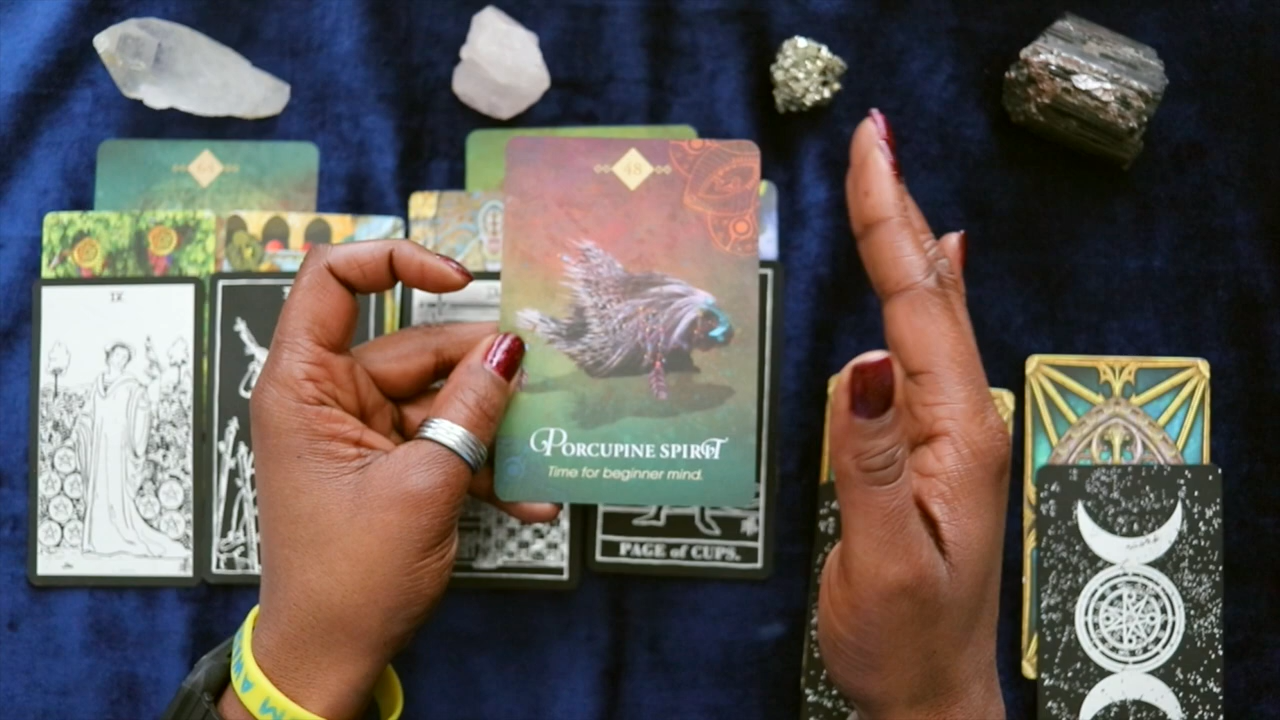 48
IX
PORCUPINE SPIRIT
Time for beginner mind.
PAGE of CUPS.